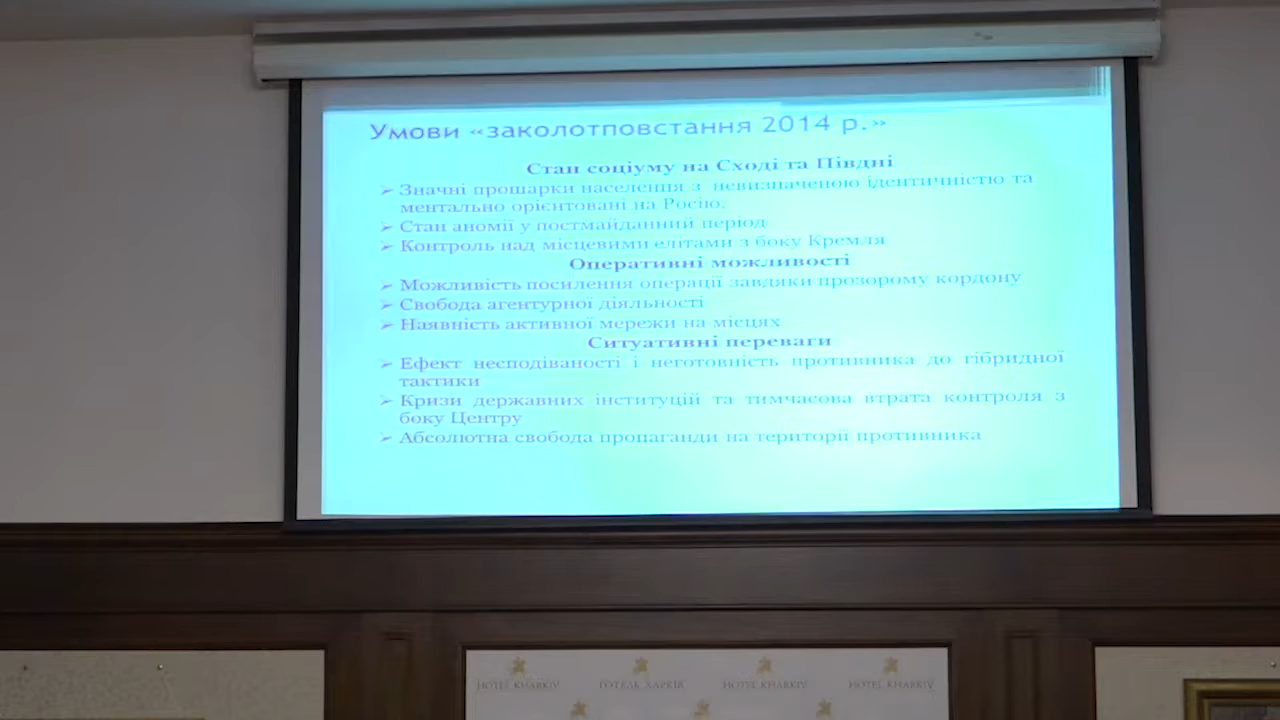 Умови «заколотповстання 2014 р.»
Стан соціуму на Сході та Півдні
➢ Значні прошарки населення з невизначеною ідентичністю та
ментально орієнтовані на Росію.
➢ Стан аномії у постмайданний період
➢ Контроль над місцевими елітами з боку Кремля
Оперативні можливості
➢ Можливість посилення операції завдяки прозорому кордону
➢ Свобода агентурної діяльності
➢ Наявність активної мережи на місцях
Ситуативні переваги
➢ Ефект несподіваності і неготовність противника до гібридної
тактики
➢ Кризи державних інституцій та тимчасова втрата контроля з
боку Центру
➢ Абсолютна свобода пропаганди на території противника
HOTEL KHARKIV ГОТЕЛЬ ХАРКІВ HOTEL KHARKIV HOTEL KHARKIV